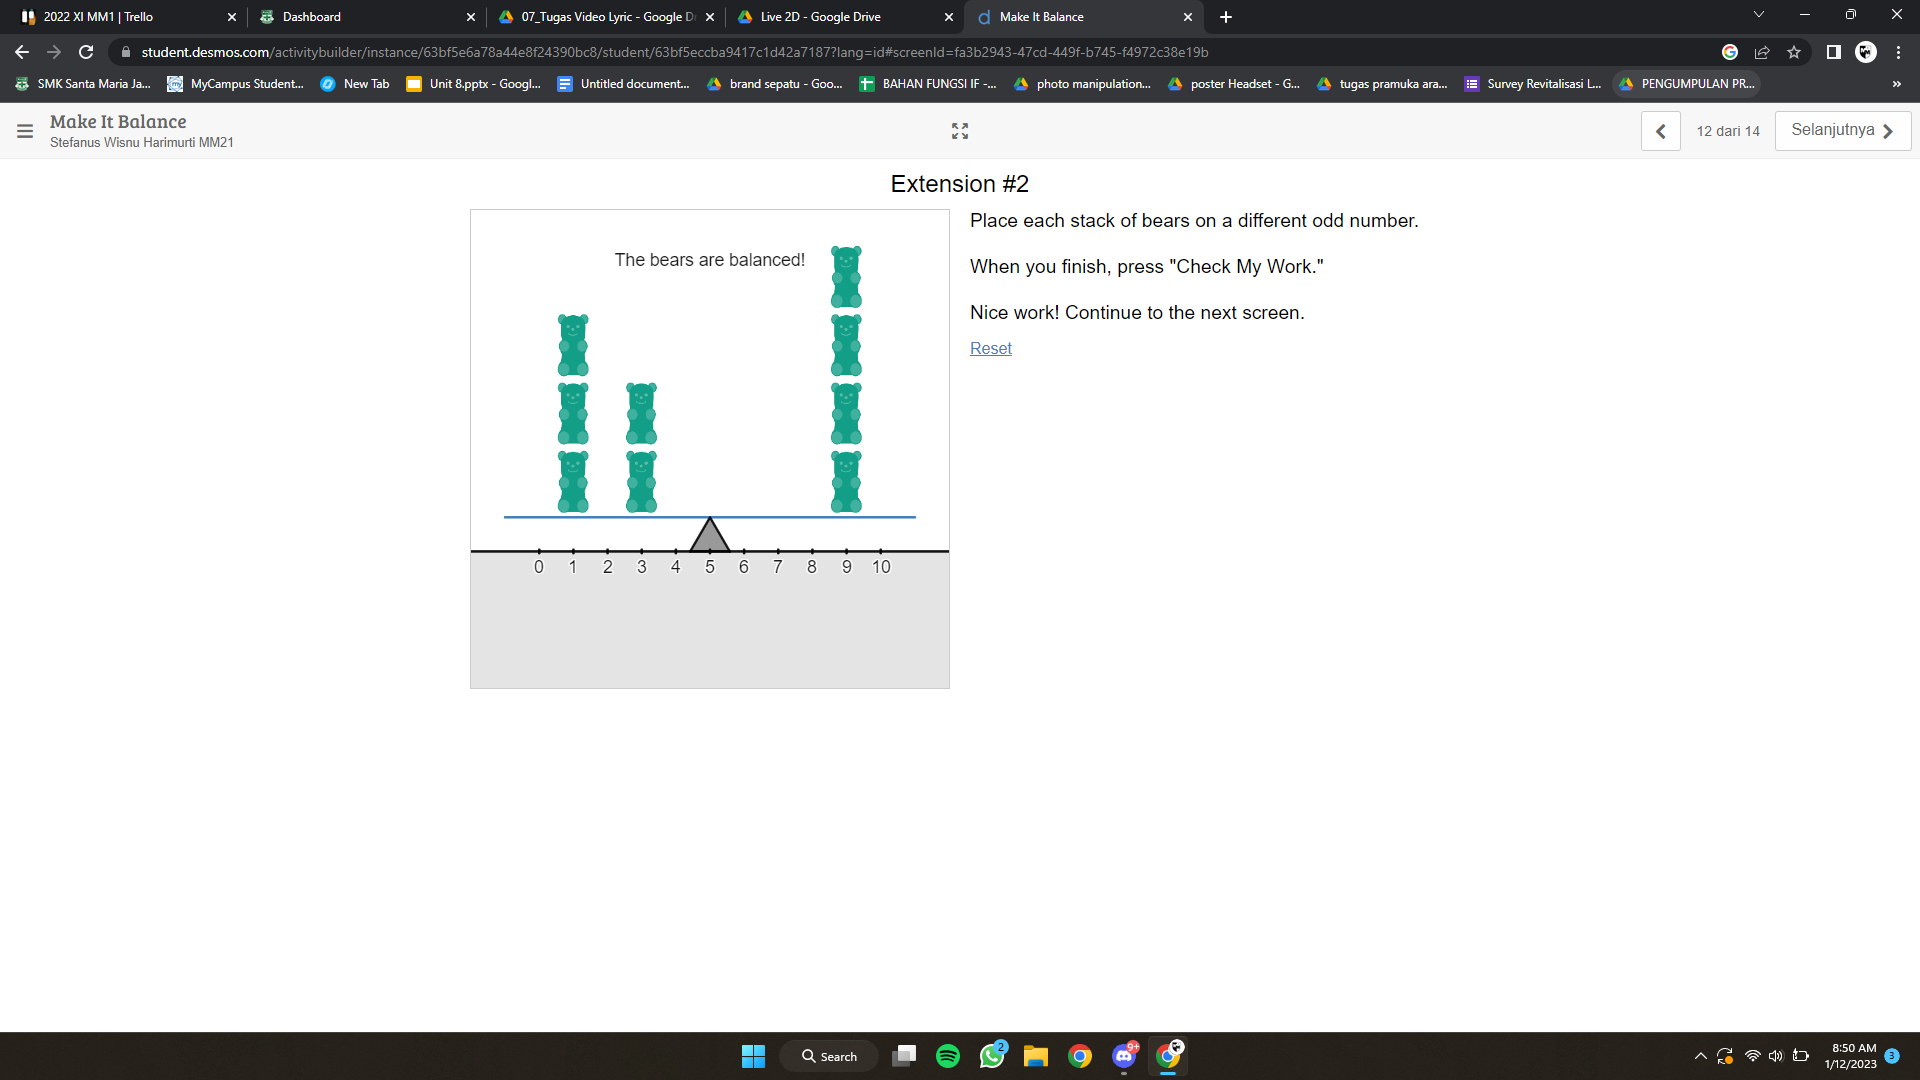 2022 XI MM1 | Trello
Dashboard
07_Tugas Video Lyric - Google D
Live 2D - Google Drive
Make It Balance
student.desmos.com/activitybuilder/instance/63bf5e6a78a44e8f24390bc8/student/63bf5eccba9417c1d42a7187?lang=id#screenId=fa3b2943-47cd-449f-b745-f4972c38e19b
SMK Santa Maria Ja...
MyCampus Student...
New Tab
Unit 8.pptx - Googl...
Untitled document...
brand sepatu - Goo...
BAHAN FUNGSI IF -...
photo manipulation...
poster Headset - G...
tugas pramuka ara...
Survey Revitalisasi L...
PENGUMPULAN PR...
Make It Balance
Stefanus Wisnu Harimurti MM21
12 dari 14
Selanjutnya
Extension #2
The bears are balanced!
0 1 2 3 4 5 6 7 8 9 10
Place each stack of bears on a different odd number.
When you finish, press "Check My Work."
Nice work! Continue to the next screen.
Reset
Search
2
9+
8:50 AM
1/12/2023
3